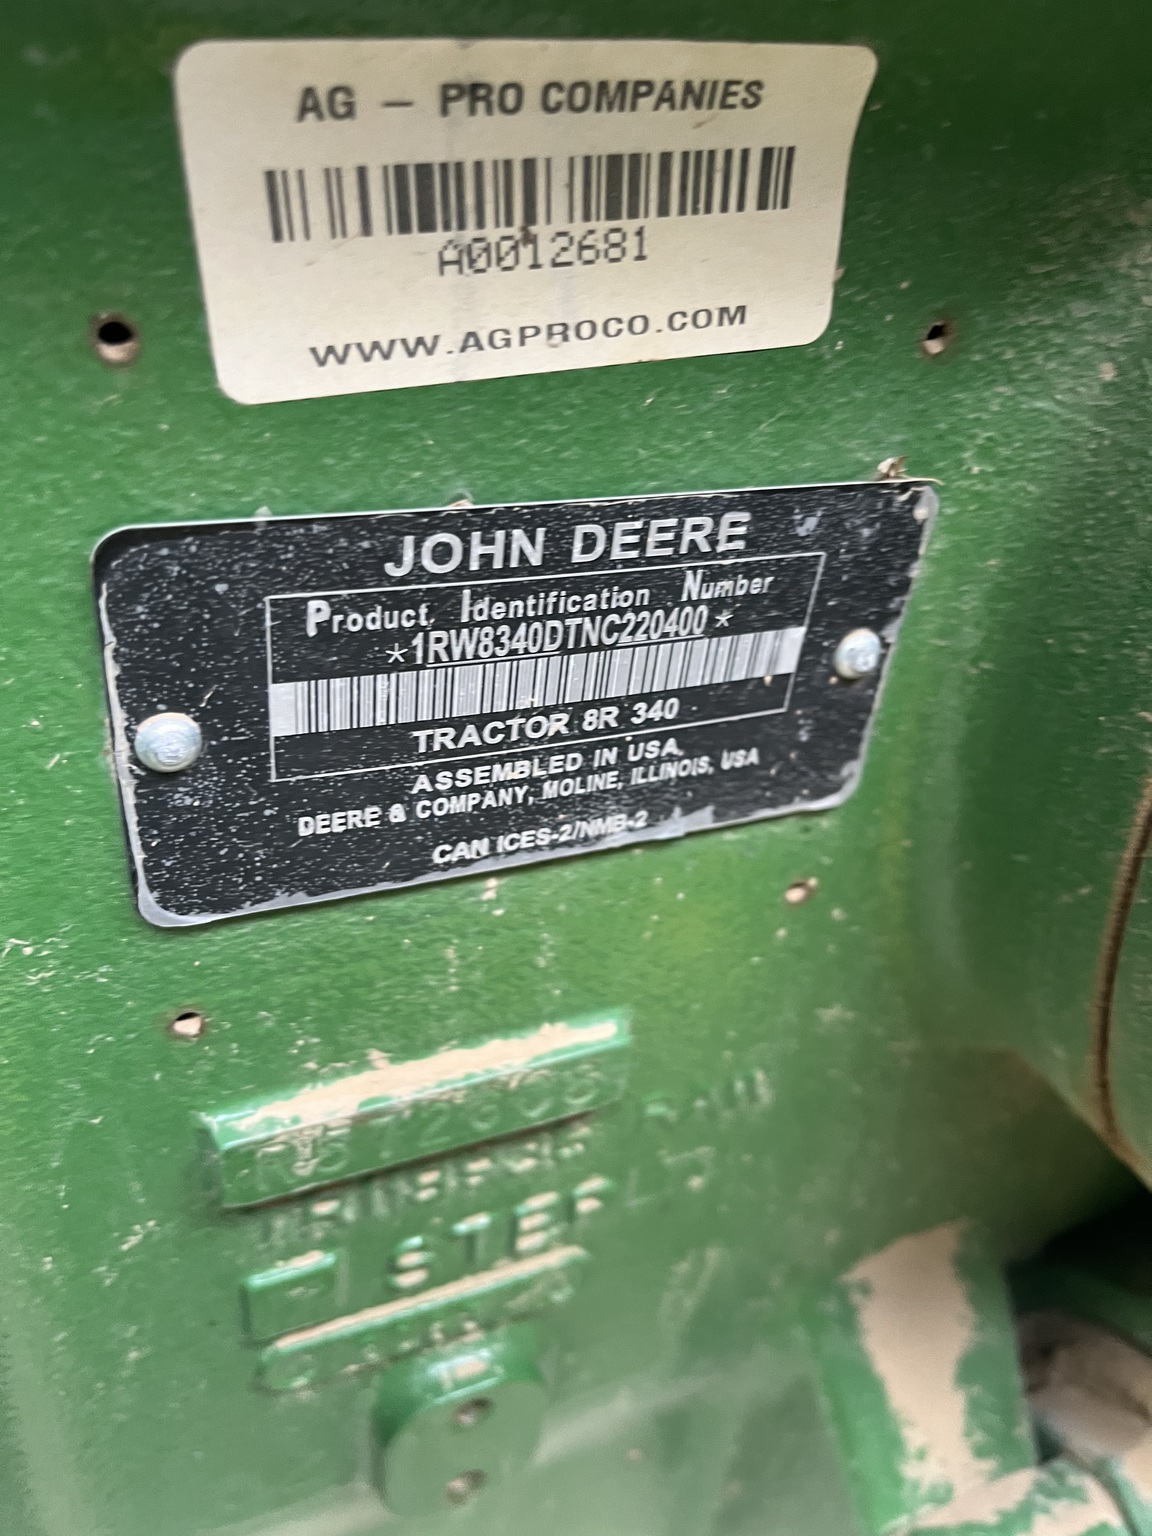 AG - PRO COMPANIES
A0012681
WWW.AGPROCO.COM
JOHN DEERE
Product Identification Number
*1RW8340DTNC220400*
TRACTOR 8R 340
ASSEMBLED IN USA
DEERE & COMPANY, MOLINE, ILLINOIS, USA
CAN ICES-2/NMB-2